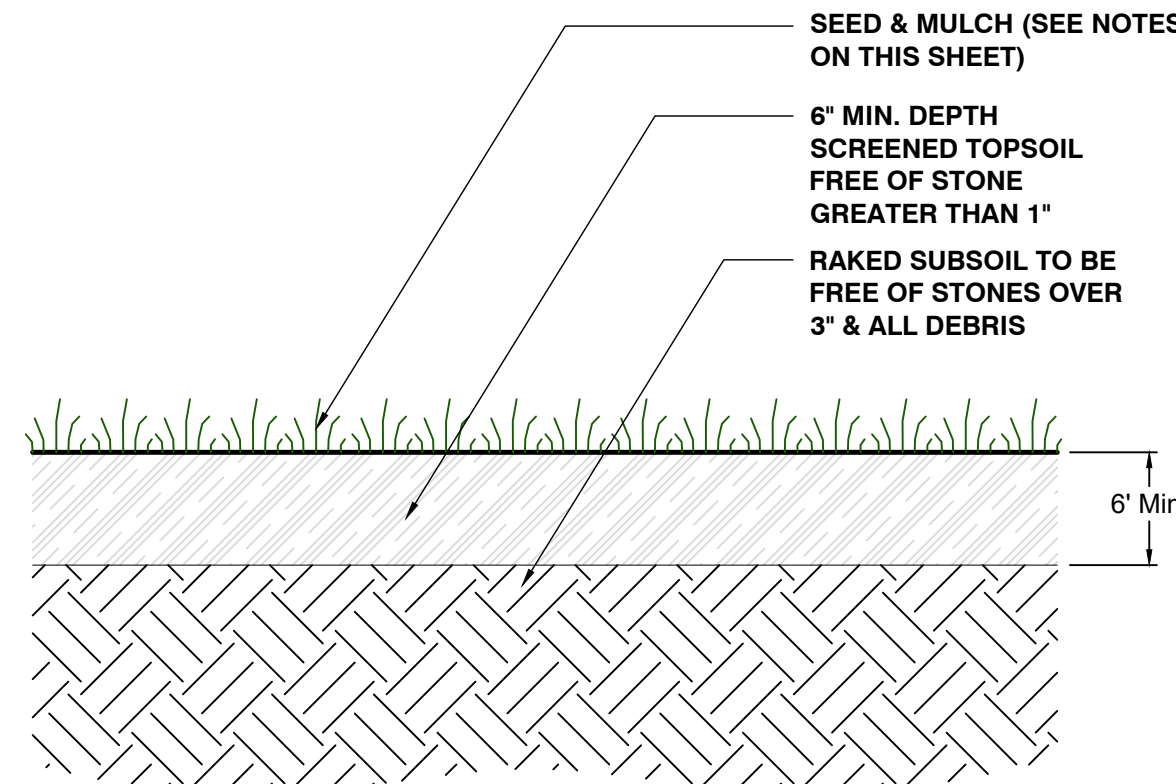 SEED & MULCH (SEE NOTES
ON THIS SHEET)
6" MIN. DEPTH
SCREENED TOPSOIL
FREE OF STONE
GREATER THAN 1"
RAKED SUBSOIL TO BE
FREE OF STONES OVER
3" & ALL DEBRIS
6' Min